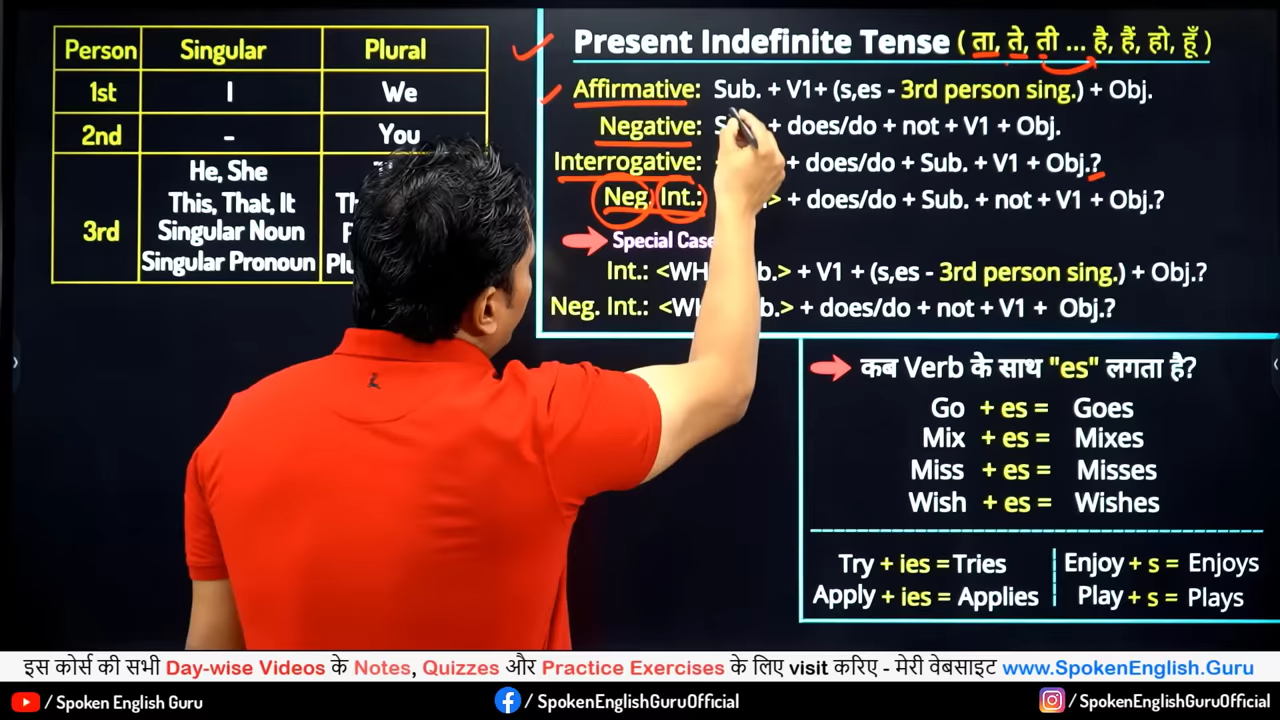 Person Singular Plural
1st I We
2nd - You
3rd
He, She
This, That, It
Singular Noun
Singular Pronoun
Present Indefinite Tense ( ता, ते, ती ... है, हैं, हो, हूँ )
Affirmative: Sub. + V1+ (s,es - 3rd person sing.) + Obj.
Negative: + does/do + not + V1 + Obj.
Interrogative: + does/do + Sub. + V1 + Obj.?
Neg. Int.: > + does/do + Sub. + not + V1 + Obj.?
Special Case
Int.: <WH > + V1 + (s,es - 3rd person sing.) + Obj.?
Neg. Int.: > + does/do + not + V1 + Obj.?
कब Verb के साथ "es" लगता है?
Go + es = Goes
Mix + es = Mixes
Miss + es = Misses
Wish + es = Wishes
Try + ies = Tries
Apply + ies = Applies
Enjoy + s = Enjoys
Play + s = Plays
इस कोर्स की सभी Day-wise Videos के Notes, Quizzes और Practice Exercises के लिए visit करिए - मेरी वेबसाइट www.SpokenEnglish.Guru
/ Spoken English Guru
/ SpokenEnglishGuruOfficial
/ SpokenEnglishGuruOfficial